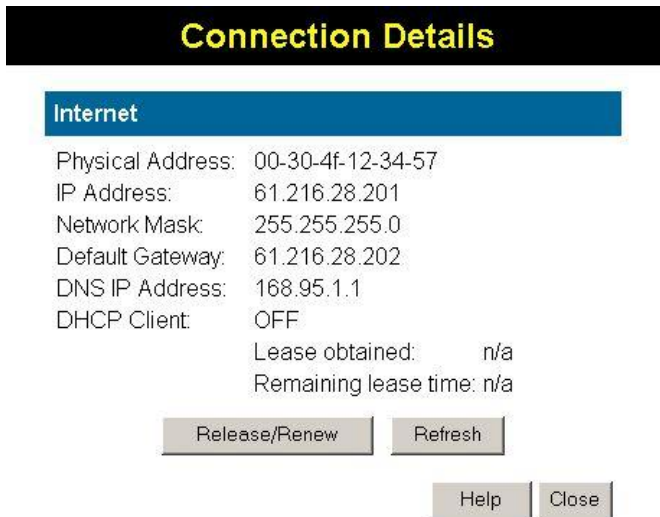 Connection Details
Internet
Physical Address: 00-30-4f-12-34-57
IP Address: 61.216.28.201
Network Mask: 255.255.255.0
Default Gateway: 61.216.28.202
DNS IP Address: 168.95.1.1
DHCP Client: OFF
Lease obtained: n/a
Remaining lease time: n/a
Release/Renew Refresh
Help Close